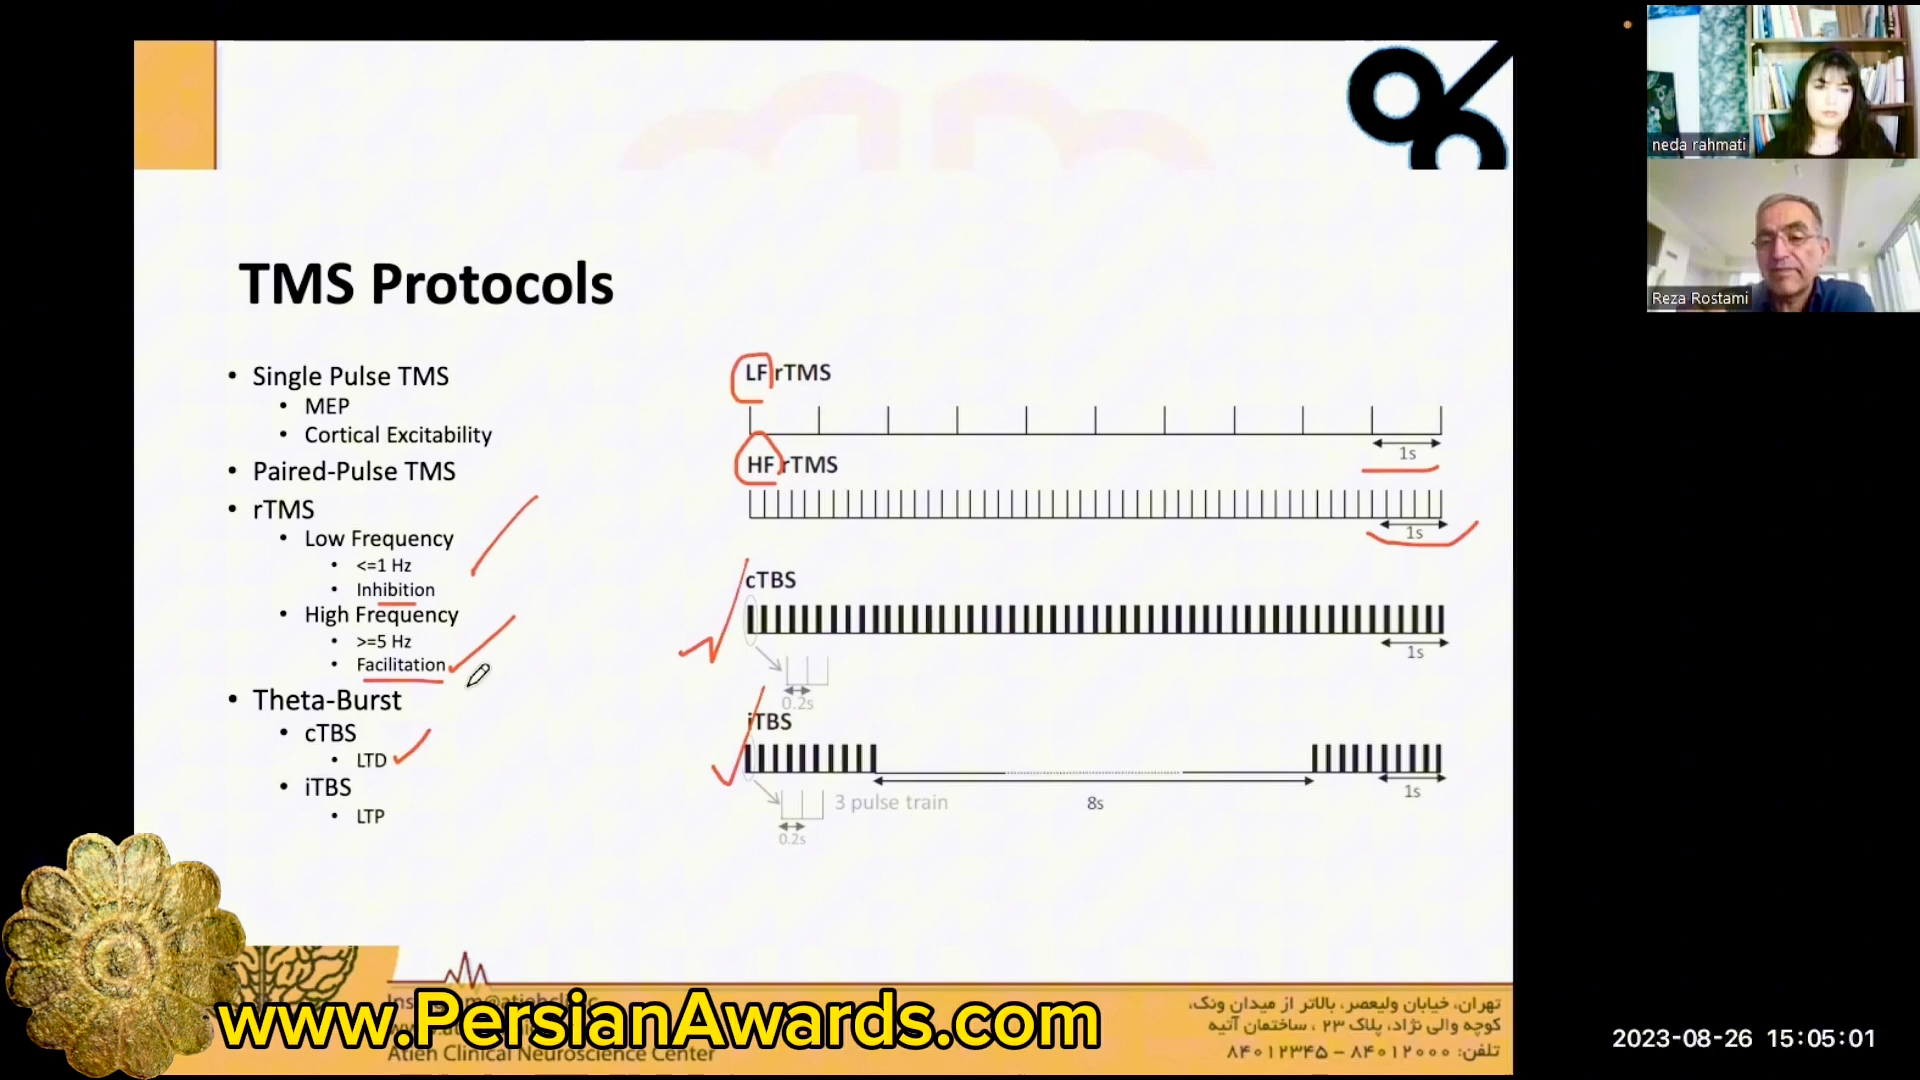 neda rahmati
Reza Rostami
TMS Protocols
• Single Pulse TMS
• MEP
• Cortical Excitability
• Paired-Pulse TMS
• rTMS
• Low Frequency
• <=1 Hz
• Inhibition
• High Frequency
• >=5 Hz
• Facilitation
• Theta-Burst
• cTBS
• LTD
• iTBS
• LTP
LF rTMS
1s
HF rTMS
1s
cTBS
1s
0.2s
iTBS
3 pulse train
8s
1s
0.2s
www.PersianAwards.com
Atieh Clinical Neuroscience Center
تهران، خیابان ولیعصر، بالاتر از میدان ونک،
کوچه والی نژاد، پلاک ۲۳ ، ساختمان آتیه
تلفن: ۸۴۰۱۲۰۰۰ – ۸۴۰۱۲۳۴۵
2023-08-26 15:05:01